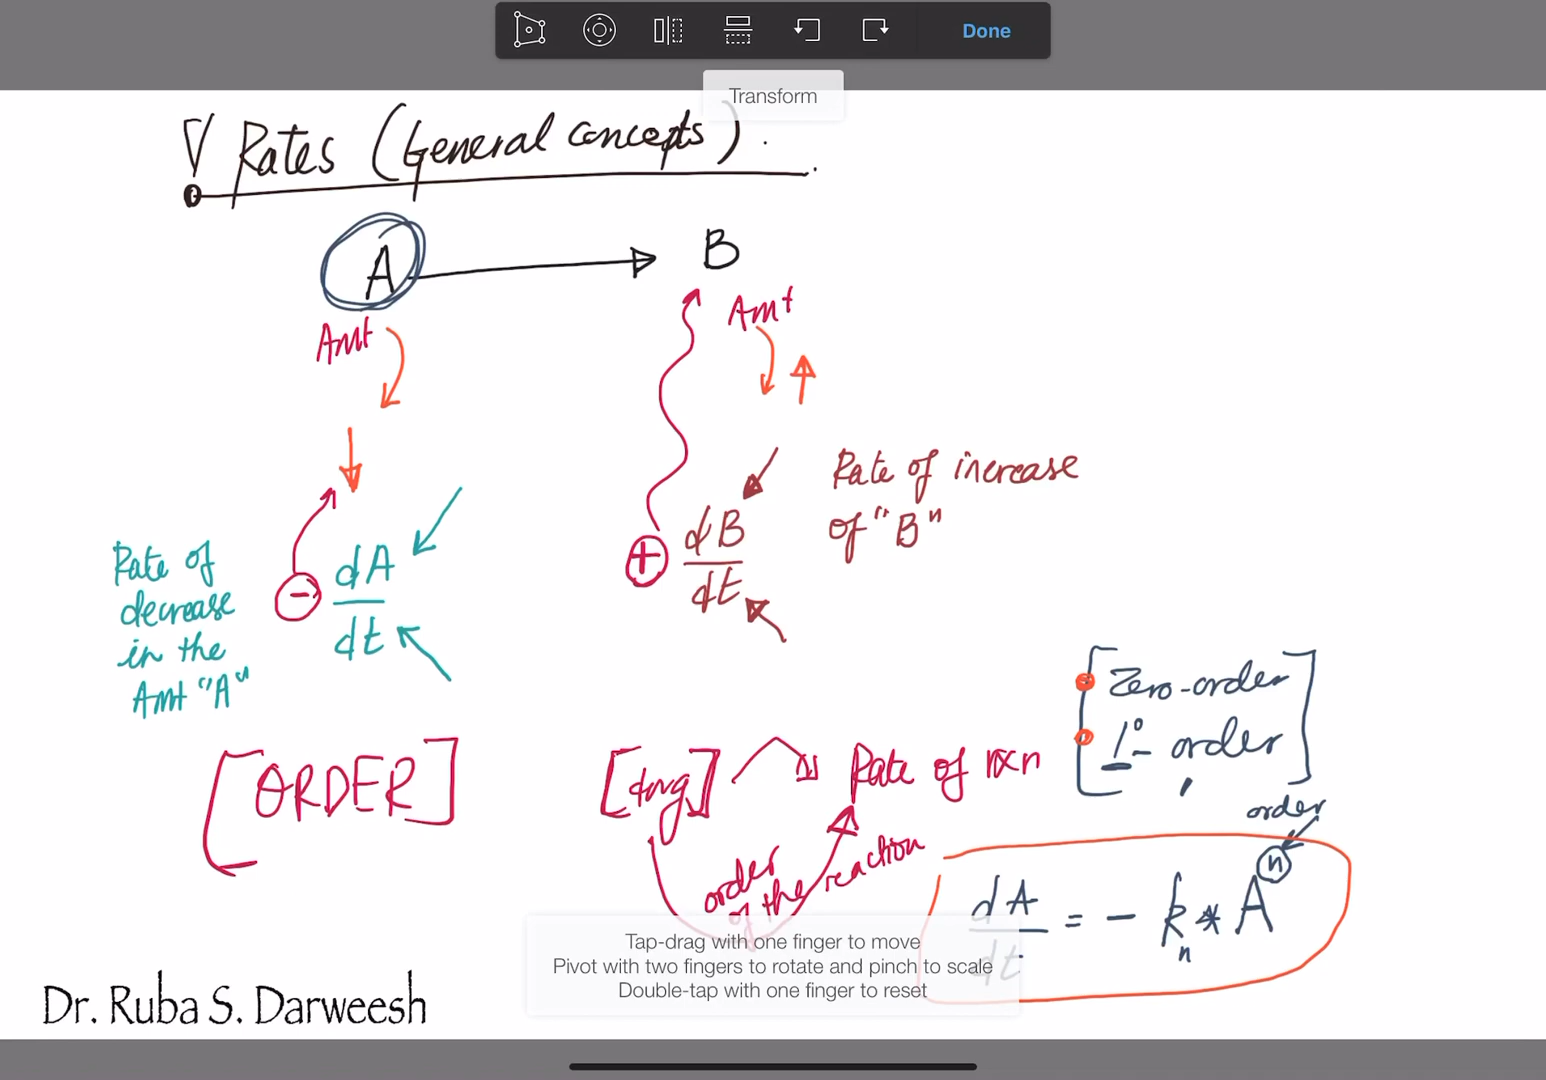 Done
Transform
Rates (General concepts).
A
B
Amt
Amt
Rate of increase
of "B"
+ dB
dt
Rate of
decrease
in the
Amt "A"
- dA
dt
[ORDER]
[drug]
Rate of rxn
order
of the reaction
[Zero-order
1° order]
order
dA
dt
= - kn * A^n
Tap-drag with one finger to move
Pivot with two fingers to rotate and pinch to scale
Double-tap with one finger to reset
Dr. Ruba S. Darweesh